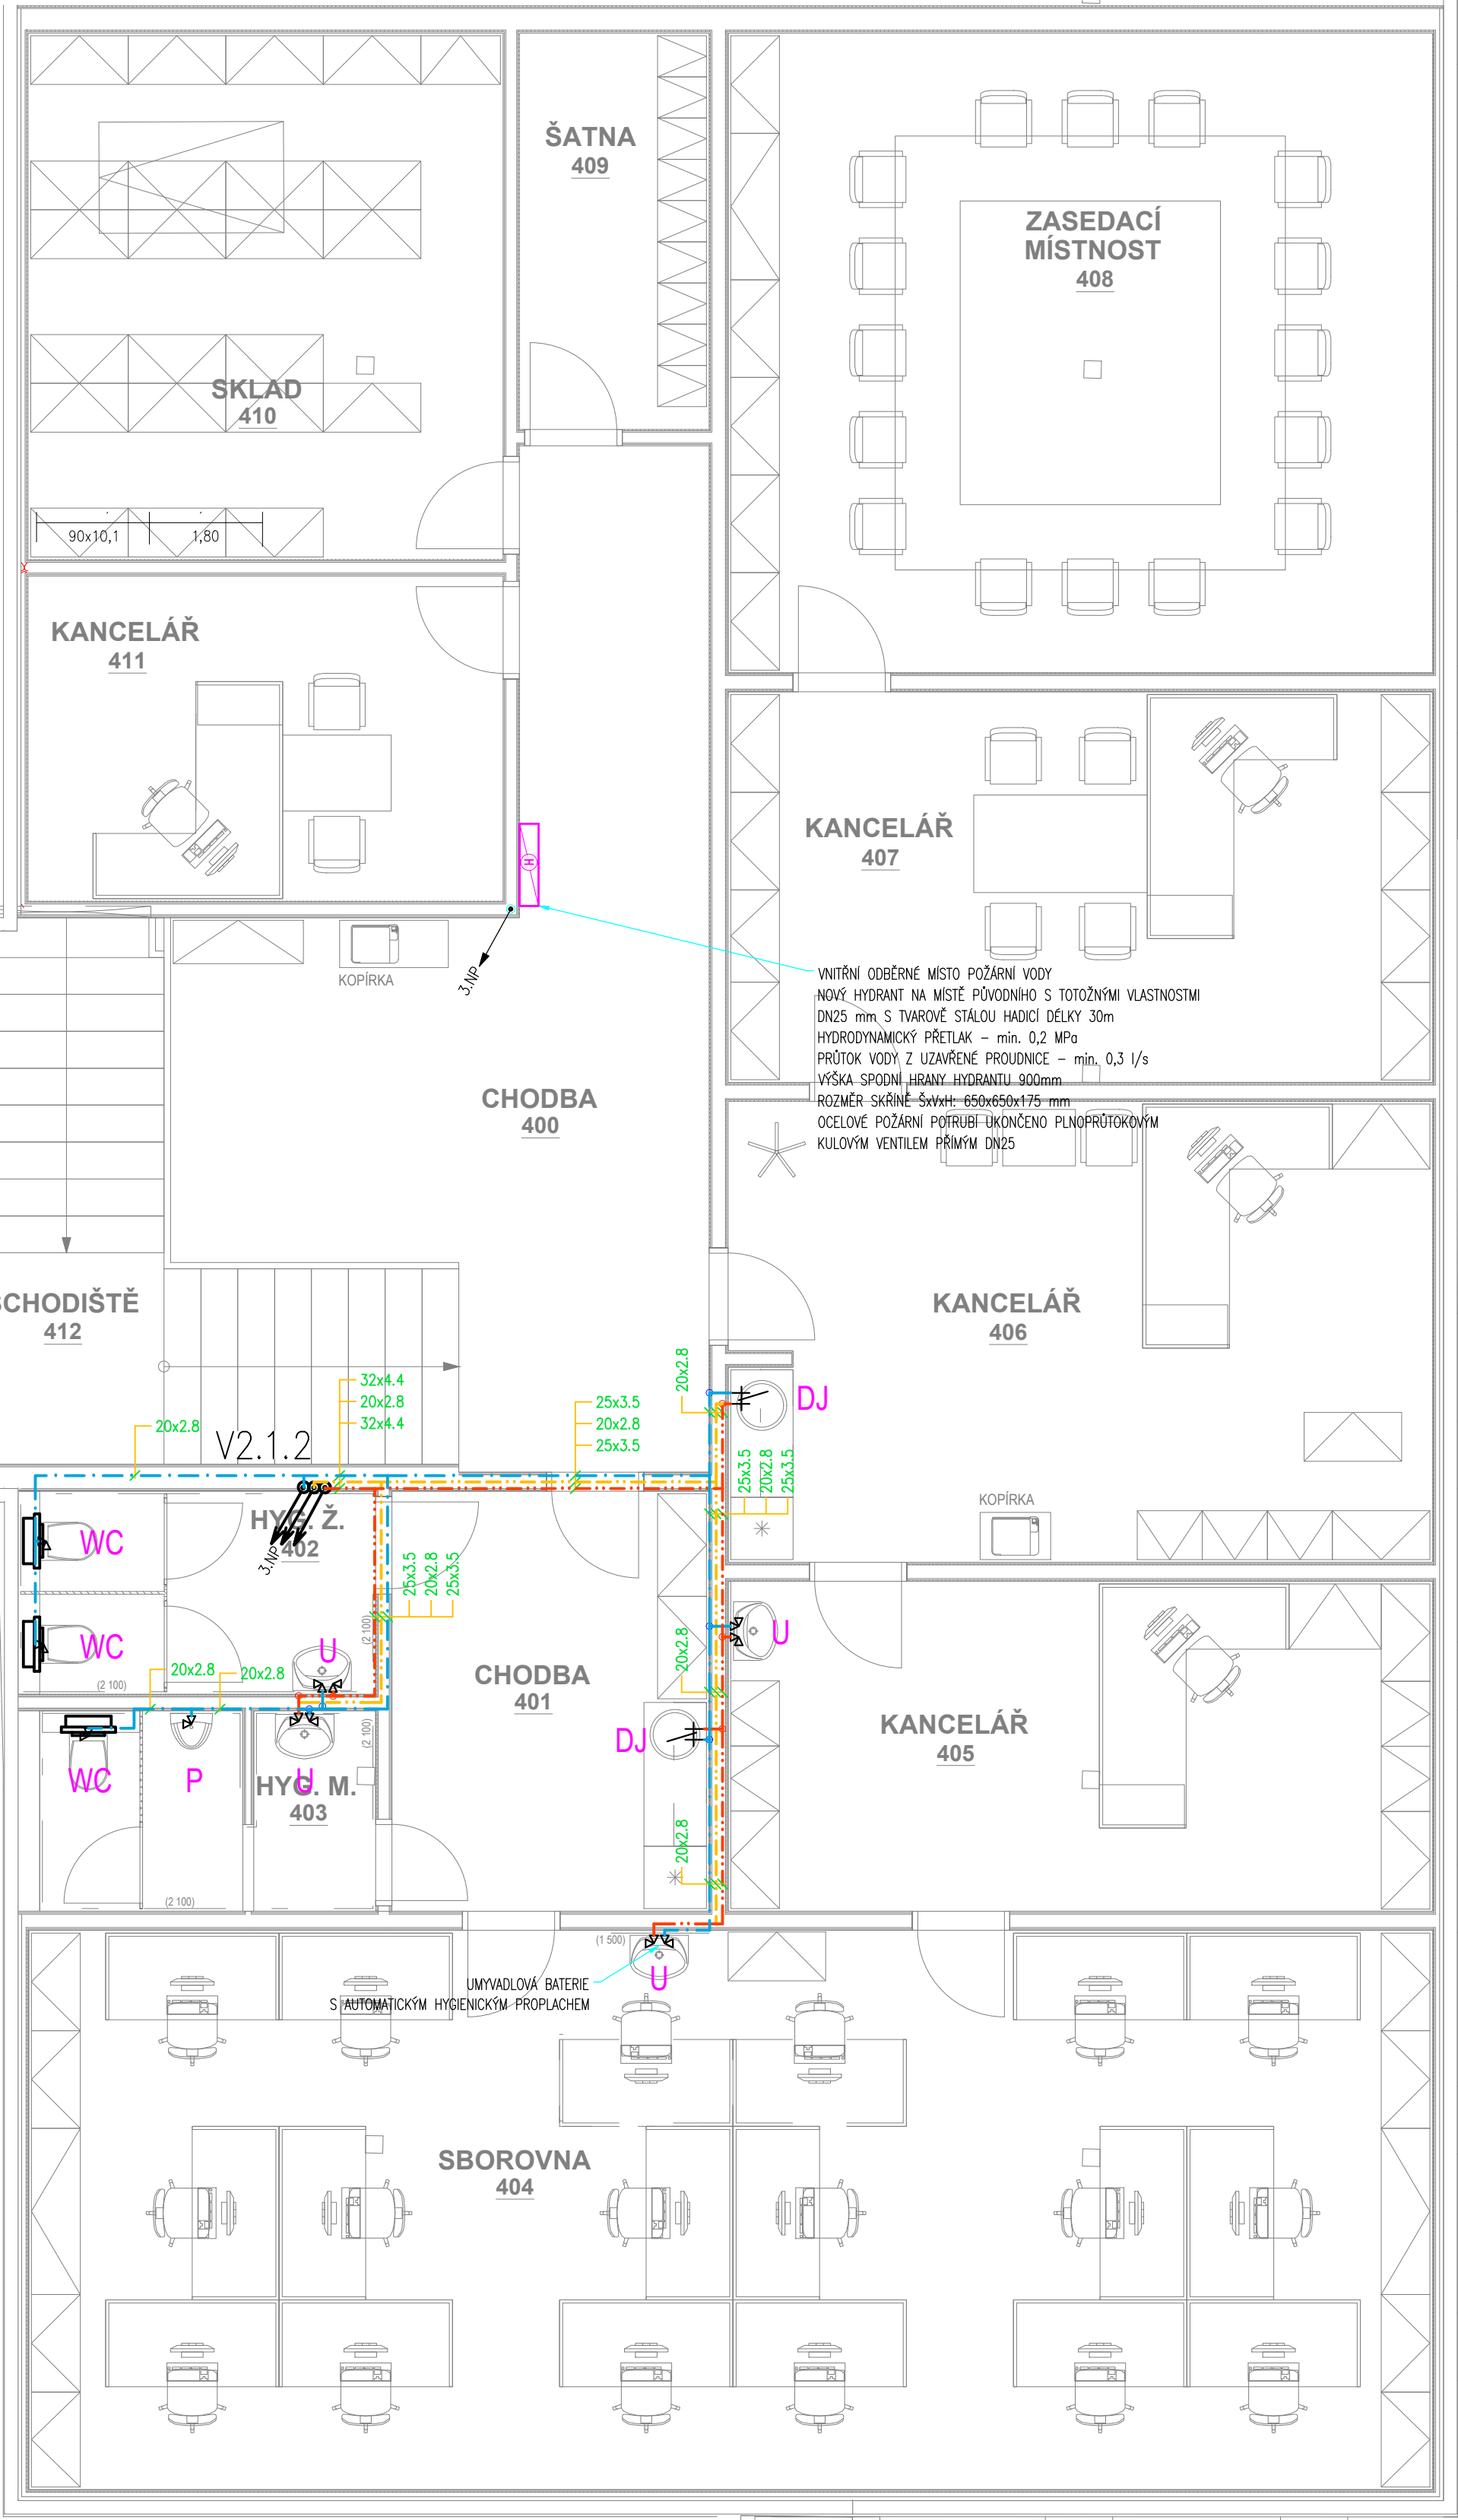 ŠATNA
409
ZASEDACÍ
MÍSTNOST
408
SKLAD
410
90x10,1
1,80
KANCELÁŘ
411
KANCELÁŘ
407
H
KOPÍRKA
3.NP
VNITŘNÍ ODBĚRNÉ MÍSTO POŽÁRNÍ VODY
NOVÝ HYDRANT NA MÍSTĚ PŮVODNÍHO S TOTOŽNÝMI VLASTNOSTMI
DN25 mm S TVAROVĚ STÁLOU HADICÍ DÉLKY 30m
HYDRODYNAMICKÝ PŘETLAK – min. 0,2 MPa
PRŮTOK VODY Z UZAVŘENÉ PROUDNICE – min. 0,3 l/s
VÝŠKA SPODNÍ HRANY HYDRANTU 900mm
ROZMĚR SKŘÍNĚ ŠxVxH: 650x650x175 mm
OCELOVÉ POŽÁRNÍ POTRUBÍ UKONČENO PLNOPRŮTOKOVÝM
KULOVÝM VENTILEM PŘÍMÝM DN25
CHODBA
400
SCHODIŠTĚ
412
KANCELÁŘ
406
32x4.4
20x2.8
32x4.4
20x2.8
V2.1.2
25x3.5
20x2.8
25x3.5
20x2.8
DJ
25x3.5
20x2.8
25x3.5
KOPÍRKA
HYG. Ž.
402
3.NP
WC
WC
U
(2 100)
(2 100)
25x3.5
20x2.8
25x3.5
20x2.8
20x2.8
CHODBA
401
20x2.8
U
DJ
KANCELÁŘ
405
WC
P
U
HYG. M.
403
(2 100)
(2 100)
20x2.8
(1 500)
U
UMYVADLOVÁ BATERIE
S AUTOMATICKÝM HYGIENICKÝM PROPLACHEM
SBOROVNA
404